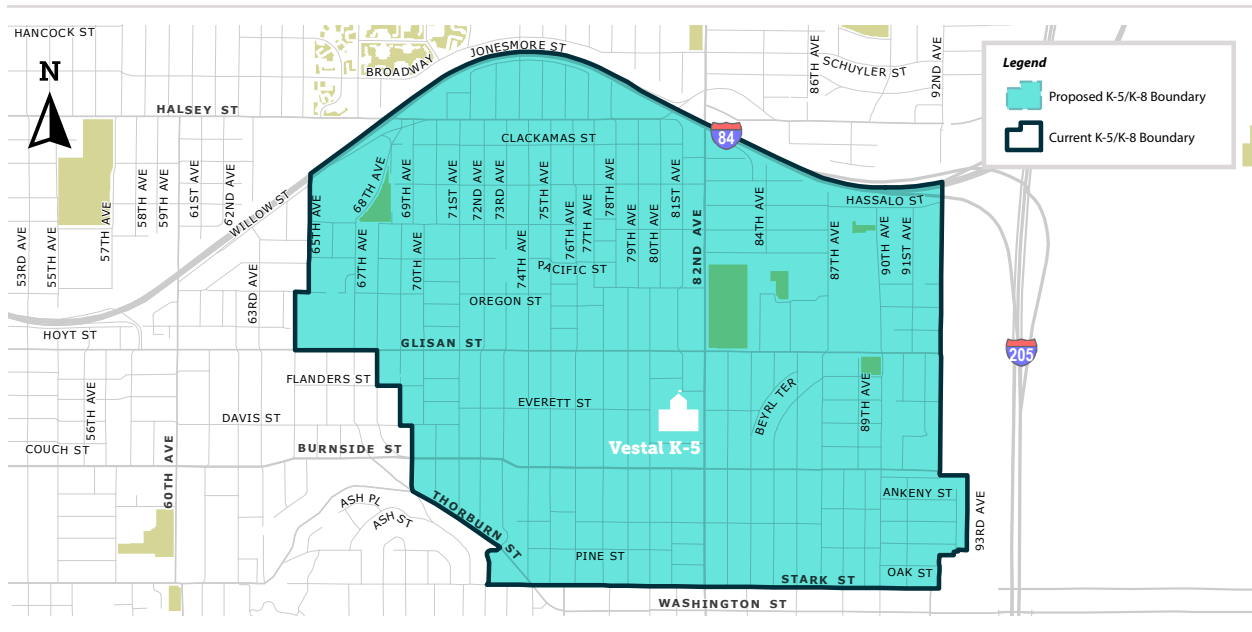 HANCOCK ST
JONESMORE ST
BROADWAY
86TH AVE
SCHUYLER ST
92ND AVE
Legend
Proposed K-5/K-8 Boundary
Current K-5/K-8 Boundary
N
HALSEY ST
CLACKAMAS ST
84
58TH AVE
59TH AVE
61ST AVE
62ND AVE
WILLOW ST
65TH AVE
68TH AVE
69TH AVE
71ST AVE
72ND AVE
73RD AVE
75TH AVE
76TH AVE
77TH AVE
78TH AVE
79TH AVE
80TH AVE
81ST AVE
82ND AVE
84TH AVE
HASSALO ST
87TH AVE
90TH AVE
91ST AVE
53RD AVE
55TH AVE
57TH AVE
63RD AVE
67TH AVE
70TH AVE
74TH AVE
PACIFIC ST
OREGON ST
HOYT ST
GLISAN ST
205
FLANDERS ST
EVERETT ST
BEYRL TER
89TH AVE
56TH AVE
DAVIS ST
Vestal K-5
COUCH ST
BURNSIDE ST
60TH AVE
ASH PL
ASH ST
THORBURN ST
ANKENY ST
93RD AVE
PINE ST
OAK ST
STARK ST
WASHINGTON ST